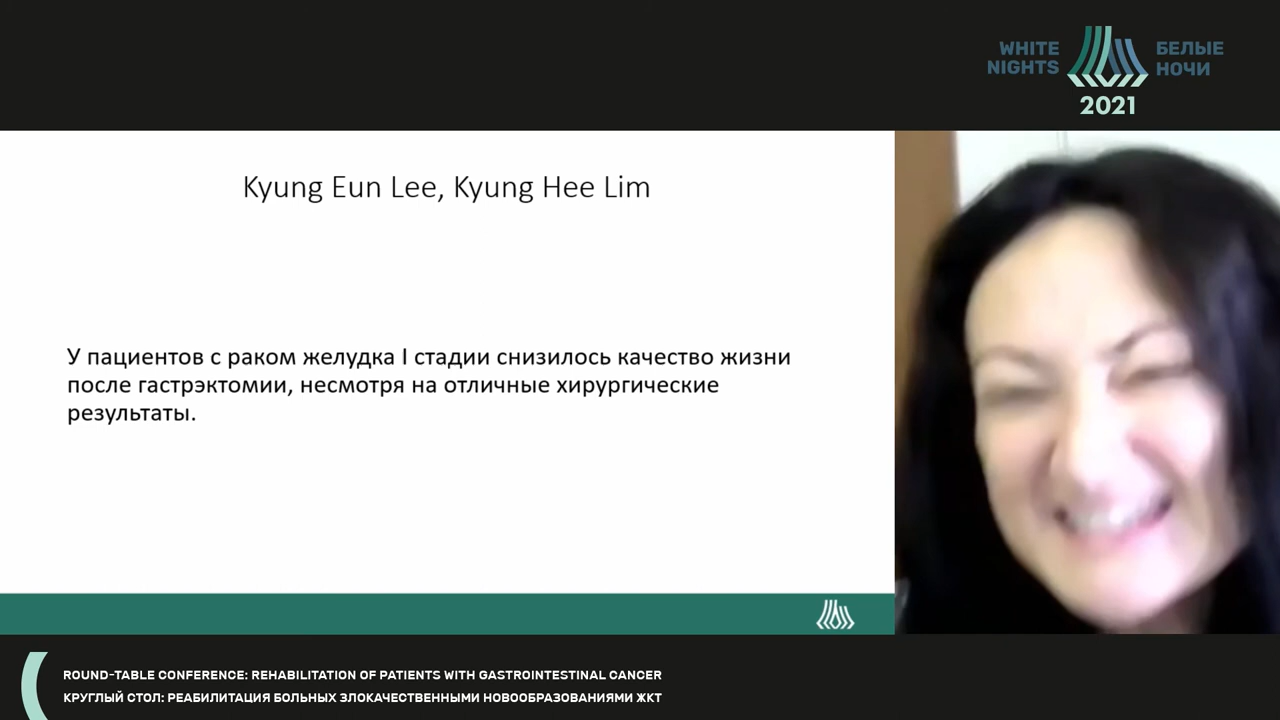 WHITE NIGHTS
БЕЛЫЕ НОЧИ
2021
Kyung Eun Lee, Kyung Hee Lim
У пациентов с раком желудка I стадии снизилось качество жизни
после гастрэктомии, несмотря на отличные хирургические
результаты.
ROUND-TABLE CONFERENCE: REHABILITATION OF PATIENTS WITH GASTROINTESTINAL CANCER
КРУГЛЫЙ СТОЛ: РЕАБИЛИТАЦИЯ БОЛЬНЫХ ЗЛОКАЧЕСТВЕННЫМИ НОВООБРАЗОВАНИЯМИ ЖКТ